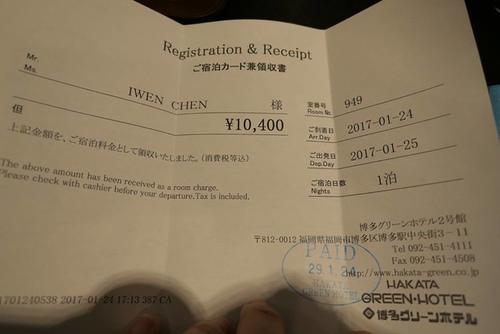 Registration & Receipt
ご宿泊カード兼領収書
Mr.
Ms.
IWEN CHEN 様
¥10,400
但
上記金額を、ご宿泊料金として領収いたしました。(消費税等込)
The above amount has been received as a room charge.
Please check with cashier before your departure.Tax is included.
室番号 949
Room No.
ご到着日 2017-01-24
Arr.Day
ご出発日 2017-01-25
Dep.Day
ご宿泊日数 1泊
Nights
博多グリーンホテル2号館
〒812-0012 福岡県福岡市博多区博多駅中央街3-11
Tel 092-451-4111
Fax 092-451-4508
http://www.hakata-green.co.jp
PAID
29.1.24
HAKATA
GREEN HOTEL
HAKATA
GREEN・HOTEL
博多グリーンホテル
1701240538 2017-01-24 17:13 387 CA